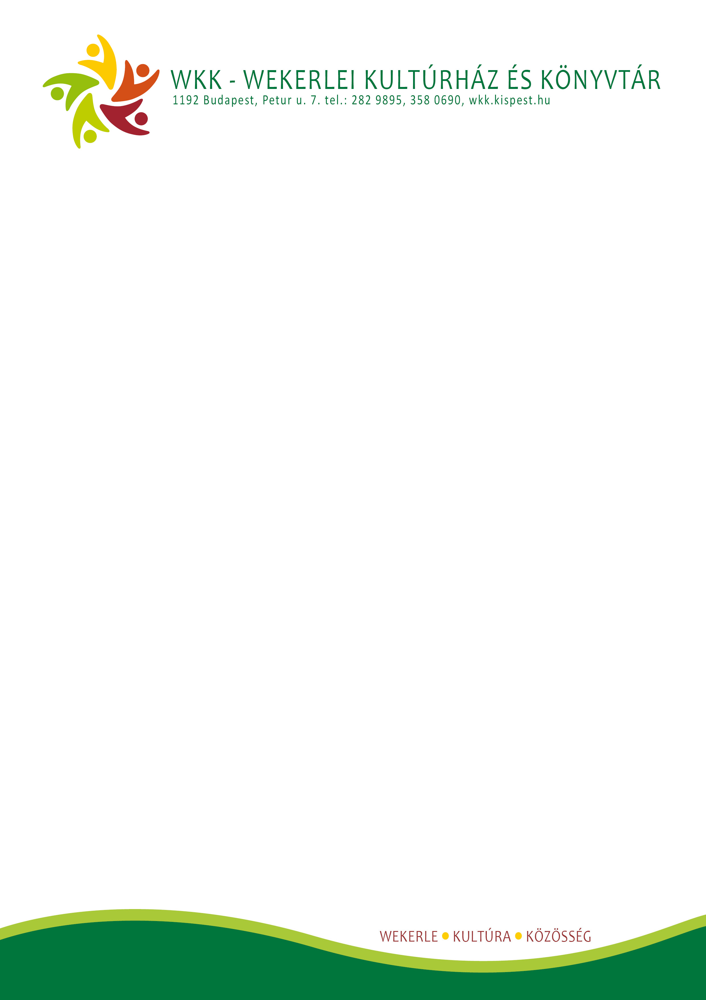 WKK - WEKERLEI KULTÚRHÁZ ÉS KÖNYVTÁR
1192 Budapest, Petur u. 7. tel.: 282 9895, 358 0690, wkk.kispest.hu
WEKERLE • KULTÚRA • KÖZÖSSÉG